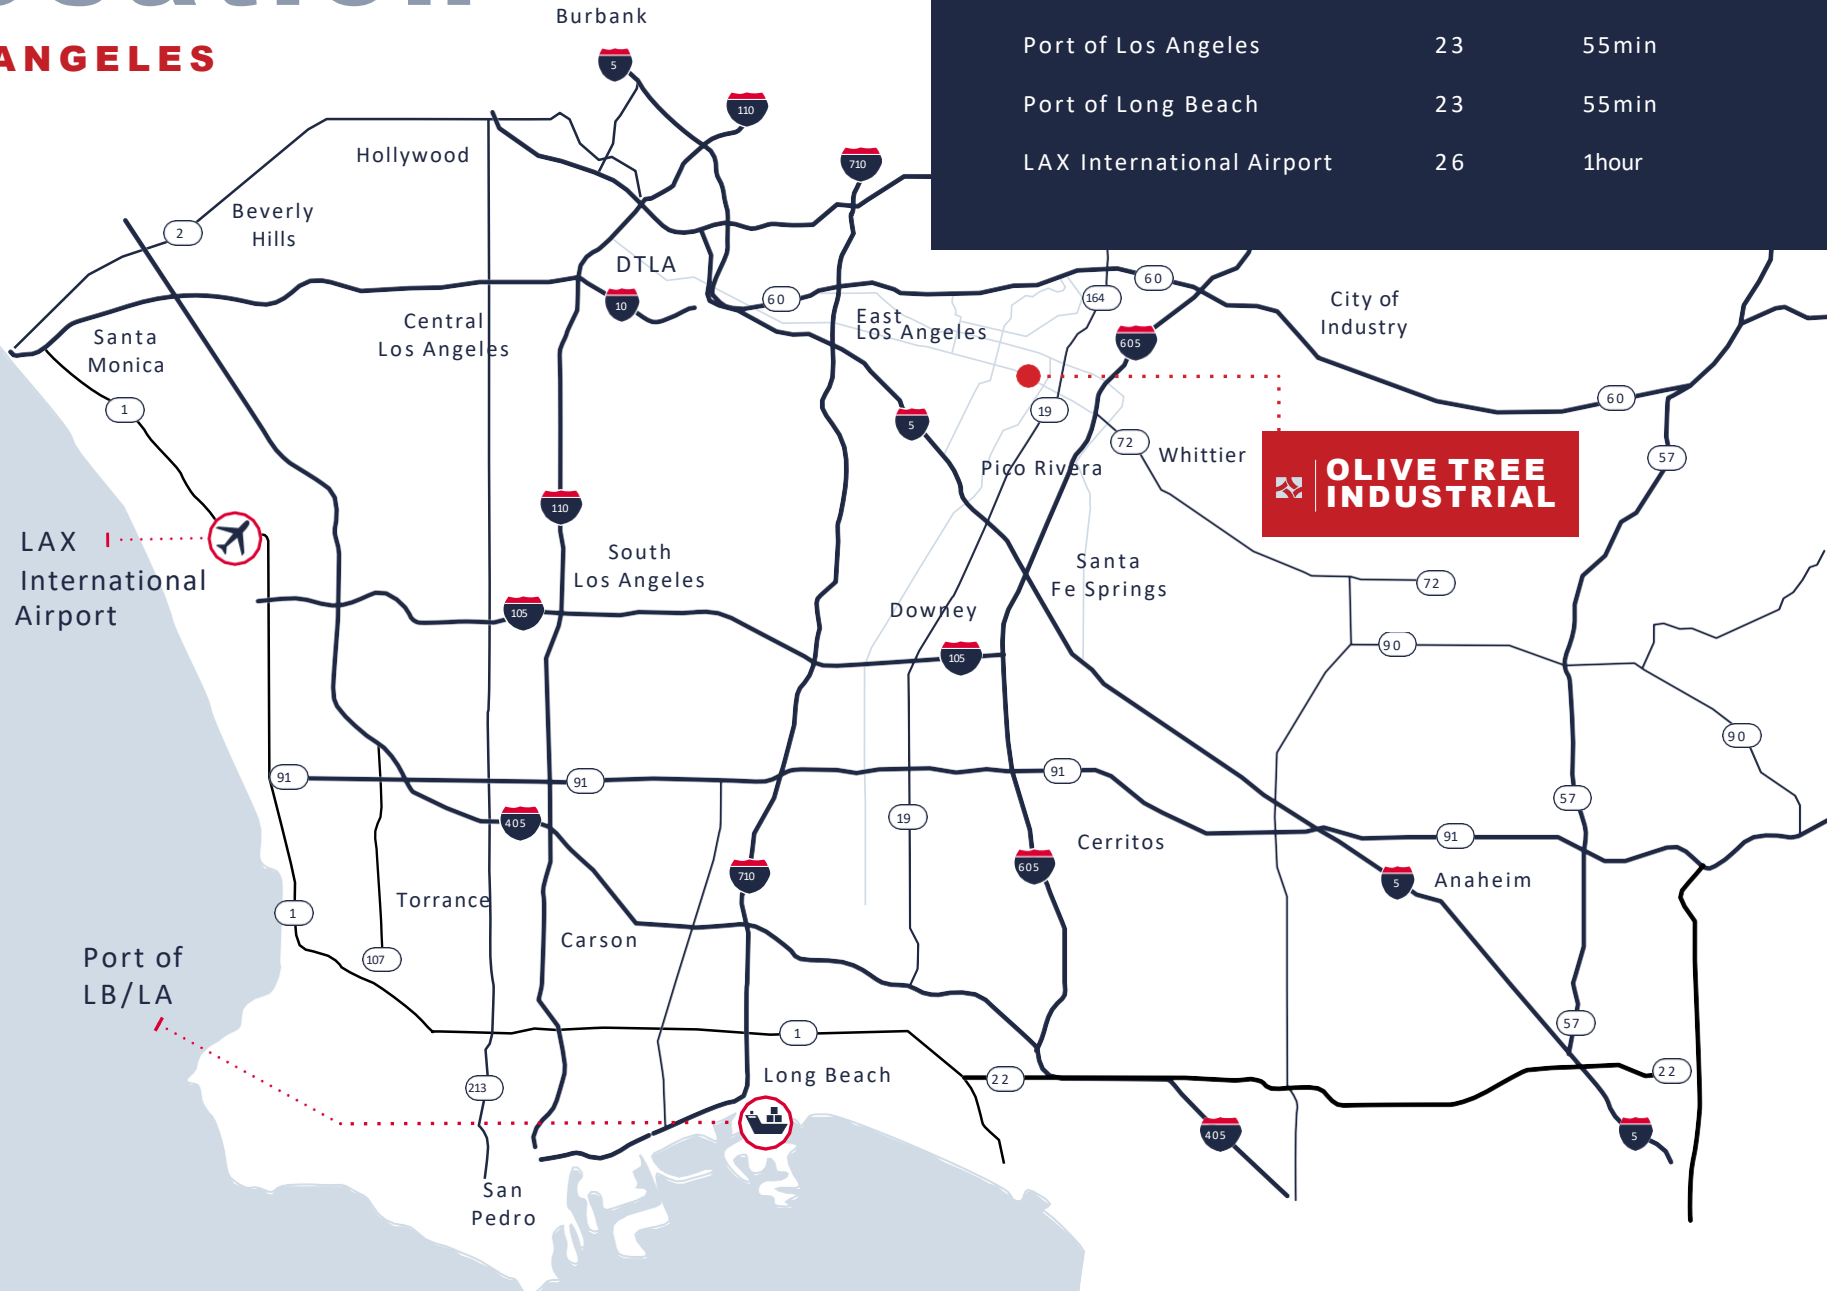 ANGELES
Port of Los Angeles 23 55min
Port of Long Beach 23 55min
LAX International Airport 26 1hour
Burbank
5
110
Hollywood
710
Beverly
Hills
2
DTLA
10
60
60
164
City of
Industry
Central
Los Angeles
East
Los Angeles
Santa
Monica
605
1
19
5
60
72
Whittier
57
Pico Rivera
OLIVE TREE
INDUSTRIAL
110
LAX
International
Airport
South
Los Angeles
Santa
Fe Springs
72
105
Downey
105
90
90
91
91
91
57
405
19
91
Cerritos
710
605
5
Anaheim
Torrance
1
Carson
107
Port of
LB/LA
1
57
22
22
213
Long Beach
405
5
San
Pedro